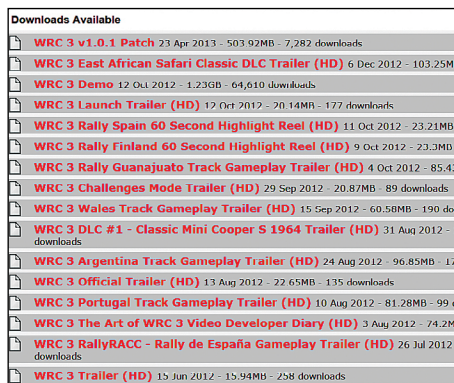 Downloads Available
WRC 3 v1.0.1 Patch 23 Apr 2013 - 503.92MB - 7,282 downloads
WRC 3 East African Safari Classic DLC Trailer (HD) 6 Dec 2012 - 103.25M
WRC 3 Demo 12 Oct 2012 - 1.23GB - 64,610 downloads
WRC 3 Launch Trailer (HD) 12 Oct 2012 - 20.14MB - 177 downloads
WRC 3 Rally Spain 60 Second Highlight Reel (HD) 11 Oct 2012 - 23.21MB
WRC 3 Rally Finland 60 Second Highlight Reel (HD) 9 Oct 2012 - 23.3MB
WRC 3 Rally Guanajuato Track Gameplay Trailer (HD) 4 Oct 2012 - 85.4
WRC 3 Challenges Mode Trailer (HD) 29 Sep 2012 - 20.87MB - 89 downloads
WRC 3 Wales Track Gameplay Trailer (HD) 15 Sep 2012 - 60.58MB - 190 do
WRC 3 DLC #1 - Classic Mini Cooper S 1964 Trailer (HD) 31 Aug 2012 -
downloads
WRC 3 Argentina Track Gameplay Trailer (HD) 24 Aug 2012 - 96.85MB - 17
WRC 3 Official Trailer (HD) 13 Aug 2012 - 22.65MB - 135 downloads
WRC 3 Portugal Track Gameplay Trailer (HD) 10 Aug 2012 - 81.28MB - 99
WRC 3 The Art of WRC 3 Video Developer Diary (HD) 3 Aug 2012 - 74.2M
WRC 3 RallyRACC - Rally de España Gameplay Trailer (HD) 26 Jul 2012
downloads
WRC 3 Trailer (HD) 15 Jun 2012 - 15.94MB - 258 downloads